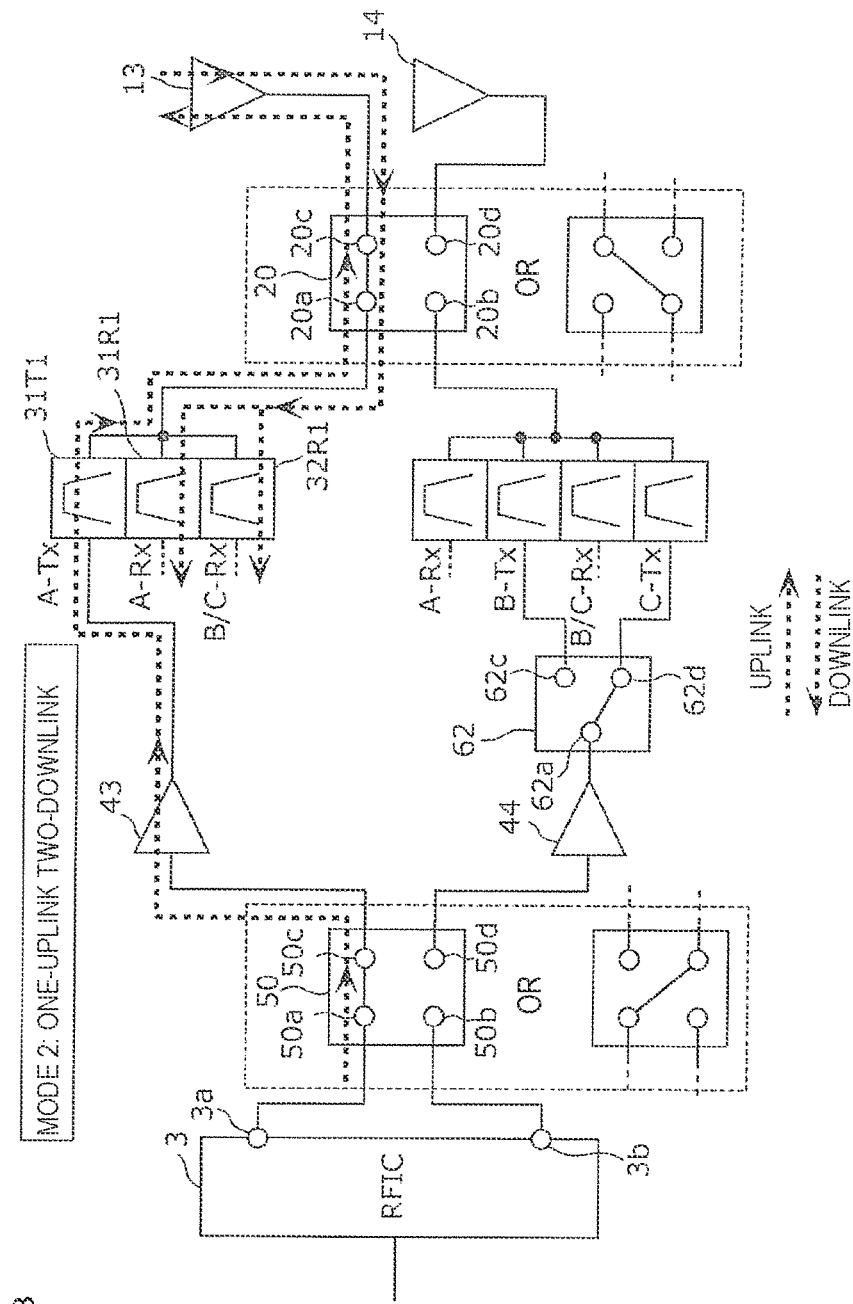 MODE 2: ONE-UPLINK TWO-DOWNLINK
3
3a
3b
RFIC
50
50a
50c
50b
50d
OR
43
44
62
62a
62c
62d
A-Tx
A-Rx
B/C-Rx
31T1
31R1
32R1
A-Rx
B-Tx
B/C-Rx
C-Tx
20
20a
20c
20b
20d
OR
13
14
UPLINK
DOWNLINK